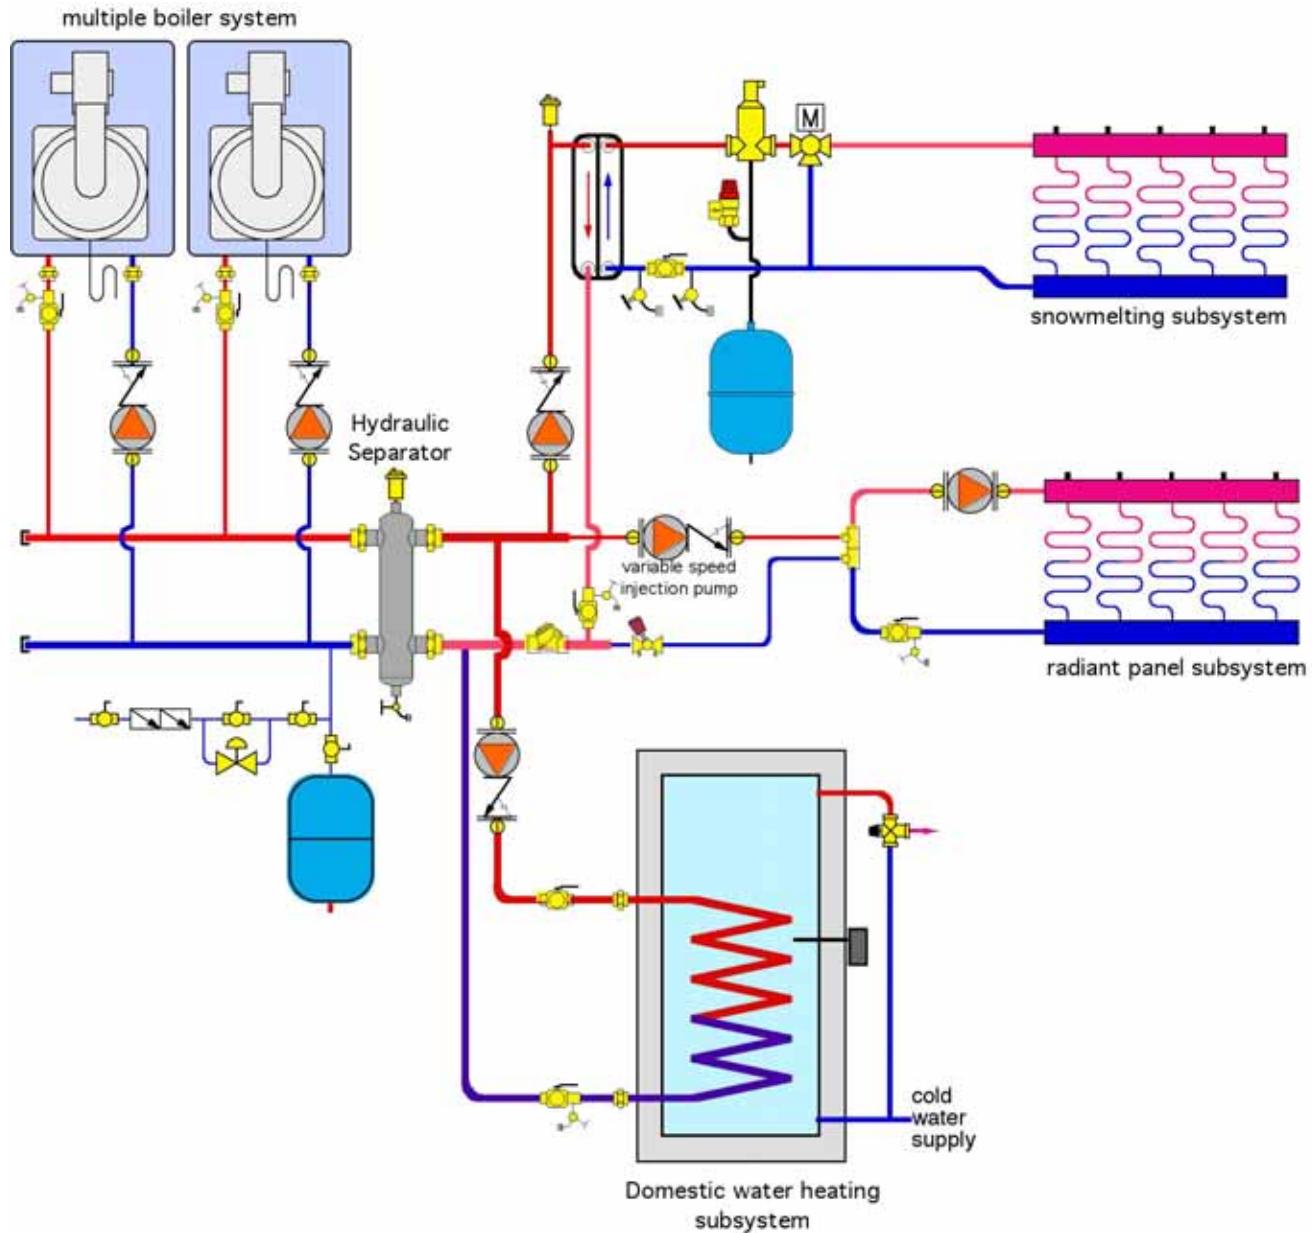 multiple boiler system
M
snowmelting subsystem
Hydraulic
Separator
variable speed
injection pump
radiant panel subsystem
cold
water
supply
Domestic water heating
subsystem